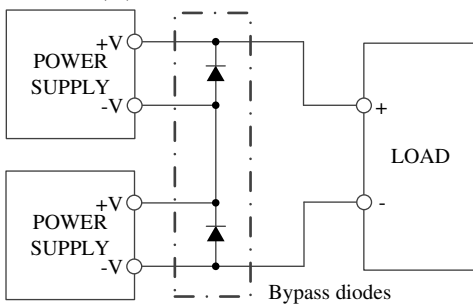 +V
POWER
SUPPLY
-V
+
LOAD
-
+V
POWER
SUPPLY
-V
Bypass diodes